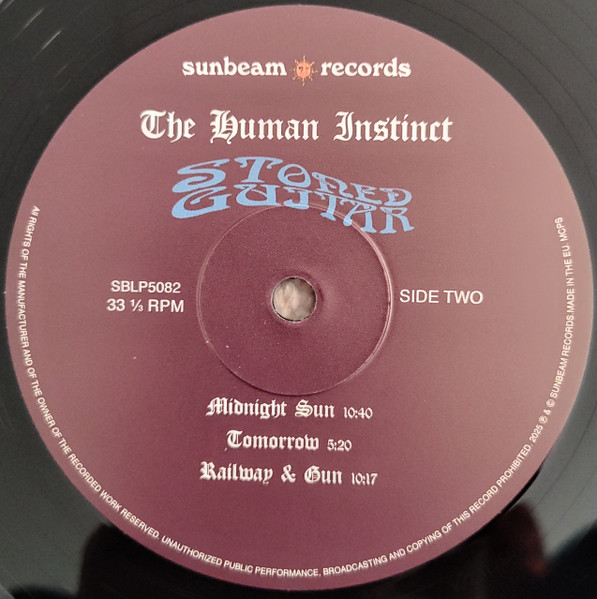 sunbeam records
The Human Instinct
STONED
GUITAR
SBLP5082
33 ⅓ RPM
SIDE TWO
Midnight Sun 10:40
Tomorrow 5:20
Railway & Gun 10:17
All RIGHTS OF THE MANUFACTURER AND OF THE OWNER OF THE RECORDED WORK RESERVED. UNAUTHORIZED PUBLIC PERFORMANCE, BROADCASTING AND COPYING OF THIS RECORD PROHIBITED. 2025 ℗ & © SUNBEAM RECORDS.MADE IN THE EU. MCPS